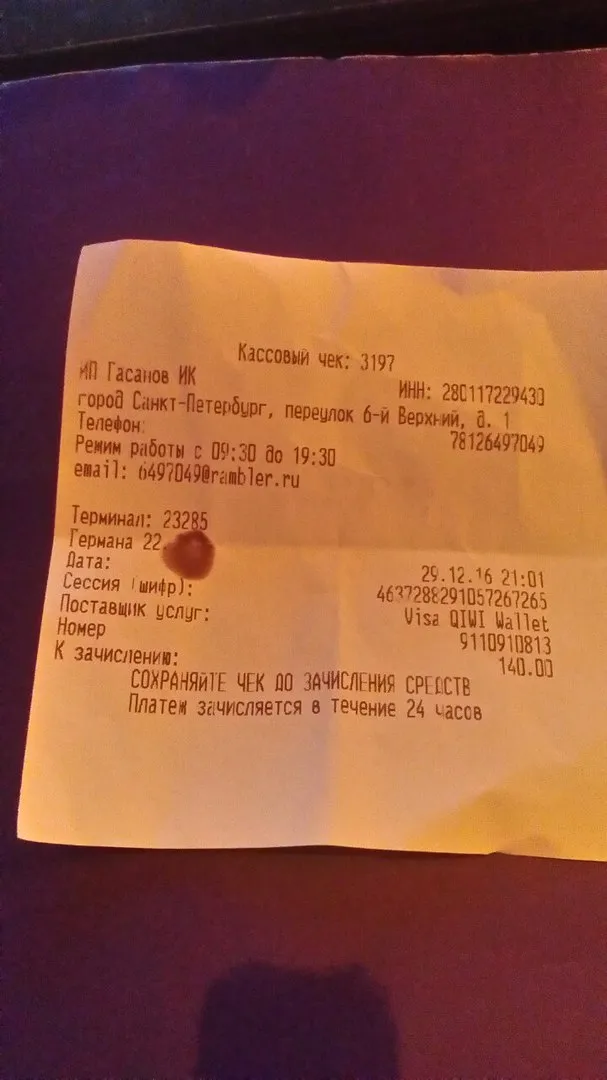 Кассовый чек: 3197
ИП Гасанов ИК
ИНН: 280117229430
город Санкт-Петербург, переулок 6-й Верхний, д. 1
Телефон: 78126497049
Режим работы с 09:30 до 19:30
email: 6497049@rambler.ru
Терминал: 23285
Германа 22.
Дата: 29.12.16 21:01
Сессия (шифр): 4637288291057267265
Поставщик услуг: Visa QIWI Wallet
Номер 9110910813
К зачислению: 140.00
СОХРАНЯЙТЕ ЧЕК ДО ЗАЧИСЛЕНИЯ СРЕДСТВ
Платеж зачисляется в течение 24 часов